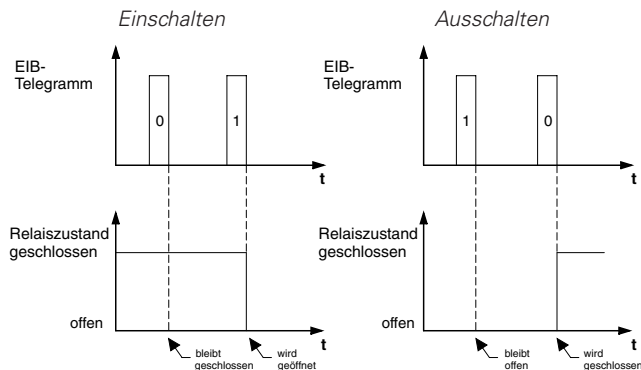 Einschalten
EIB-
Telegramm
0
1
t
Relaiszustand
geschlossen
offen
t
bleibt
geschlossen
wird
geöffnet
Ausschalten
EIB-
Telegramm
1
0
t
Relaiszustand
geschlossen
offen
t
bleibt
offen
wird
geschlossen